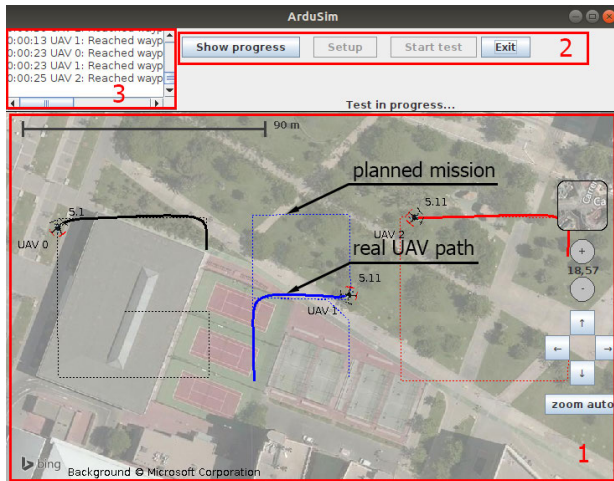 ArduSim
0:00:13 UAV 1: Reached wayp
0:00:23 UAV 0: Reached wayp
0:00:23 UAV 1: Reached wayp
0:00:25 UAV 2: Reached wayp
3
Show progress Setup Start test Exit
2
Test in progress...
90 m
planned mission
5.1
5.11
UAV 0
UAV 2
real UAV path
5.11
UAV 1
+
18,57
-
↑
← →
↓
zoom auto
1
bing
Background © Microsoft Corporation